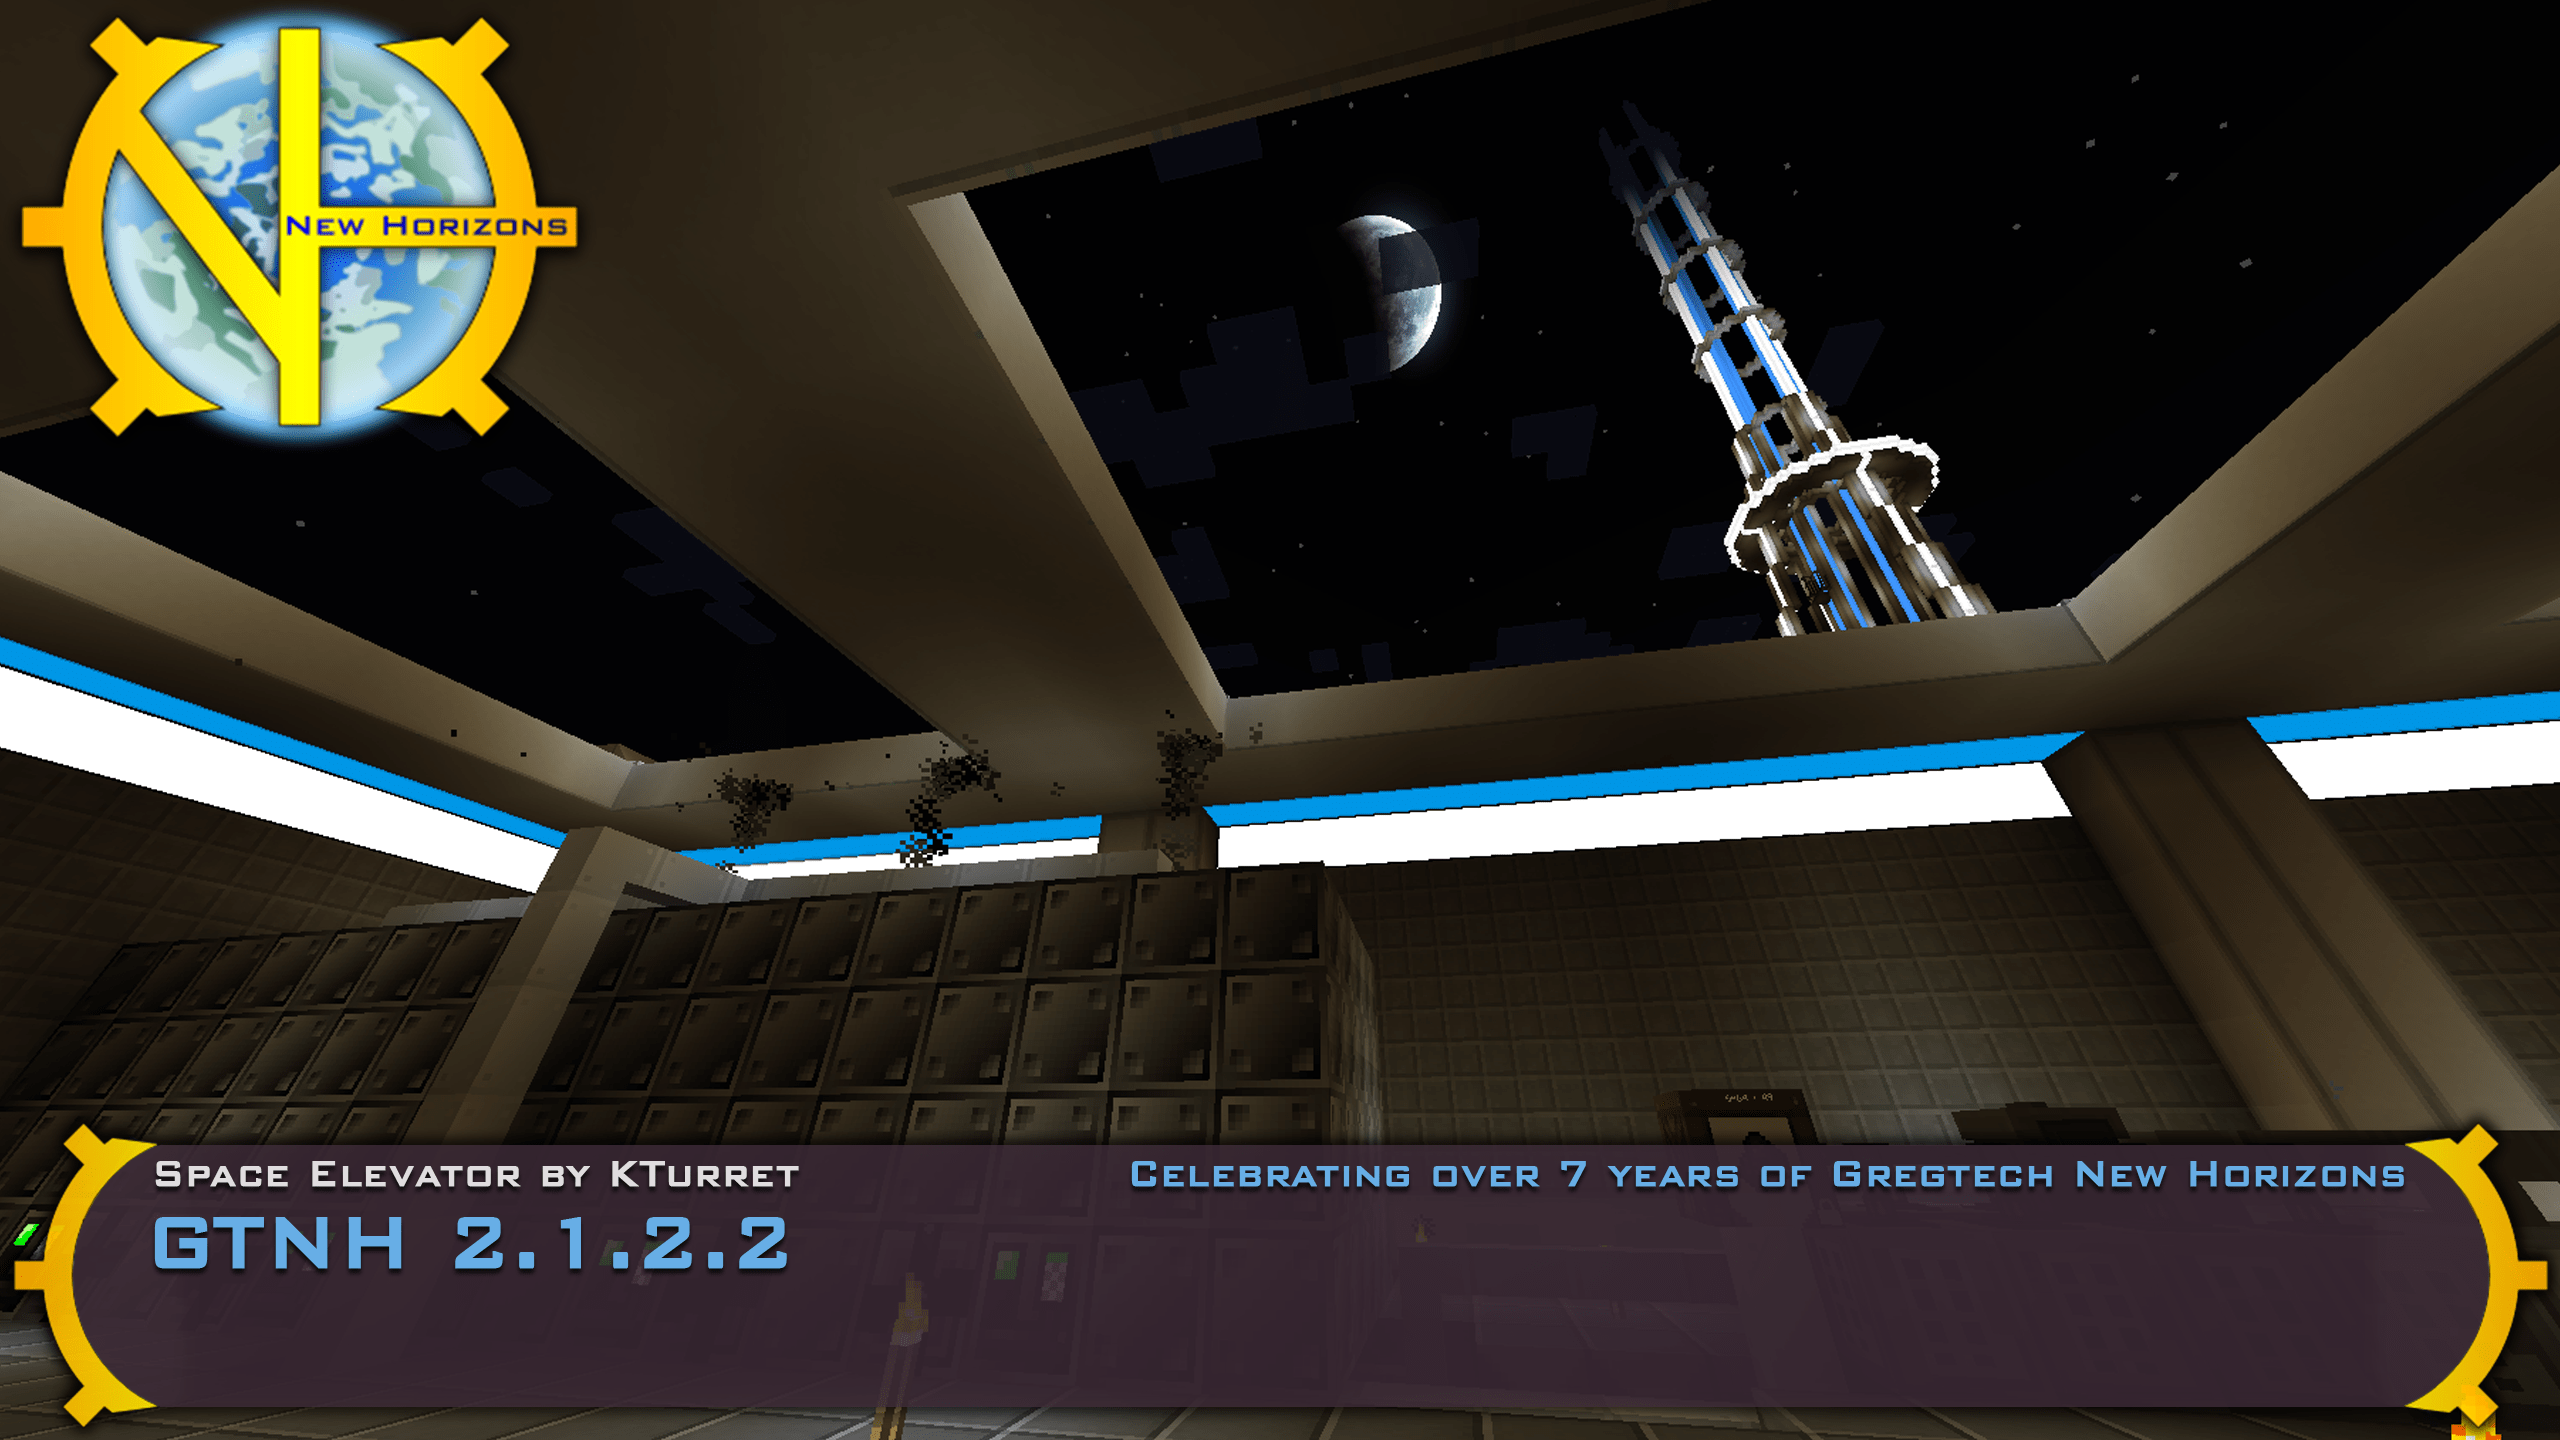 New Horizons
Space Elevator by KTurret
Celebrating over 7 years of Gregtech New Horizons
GTNH 2.1.2.2